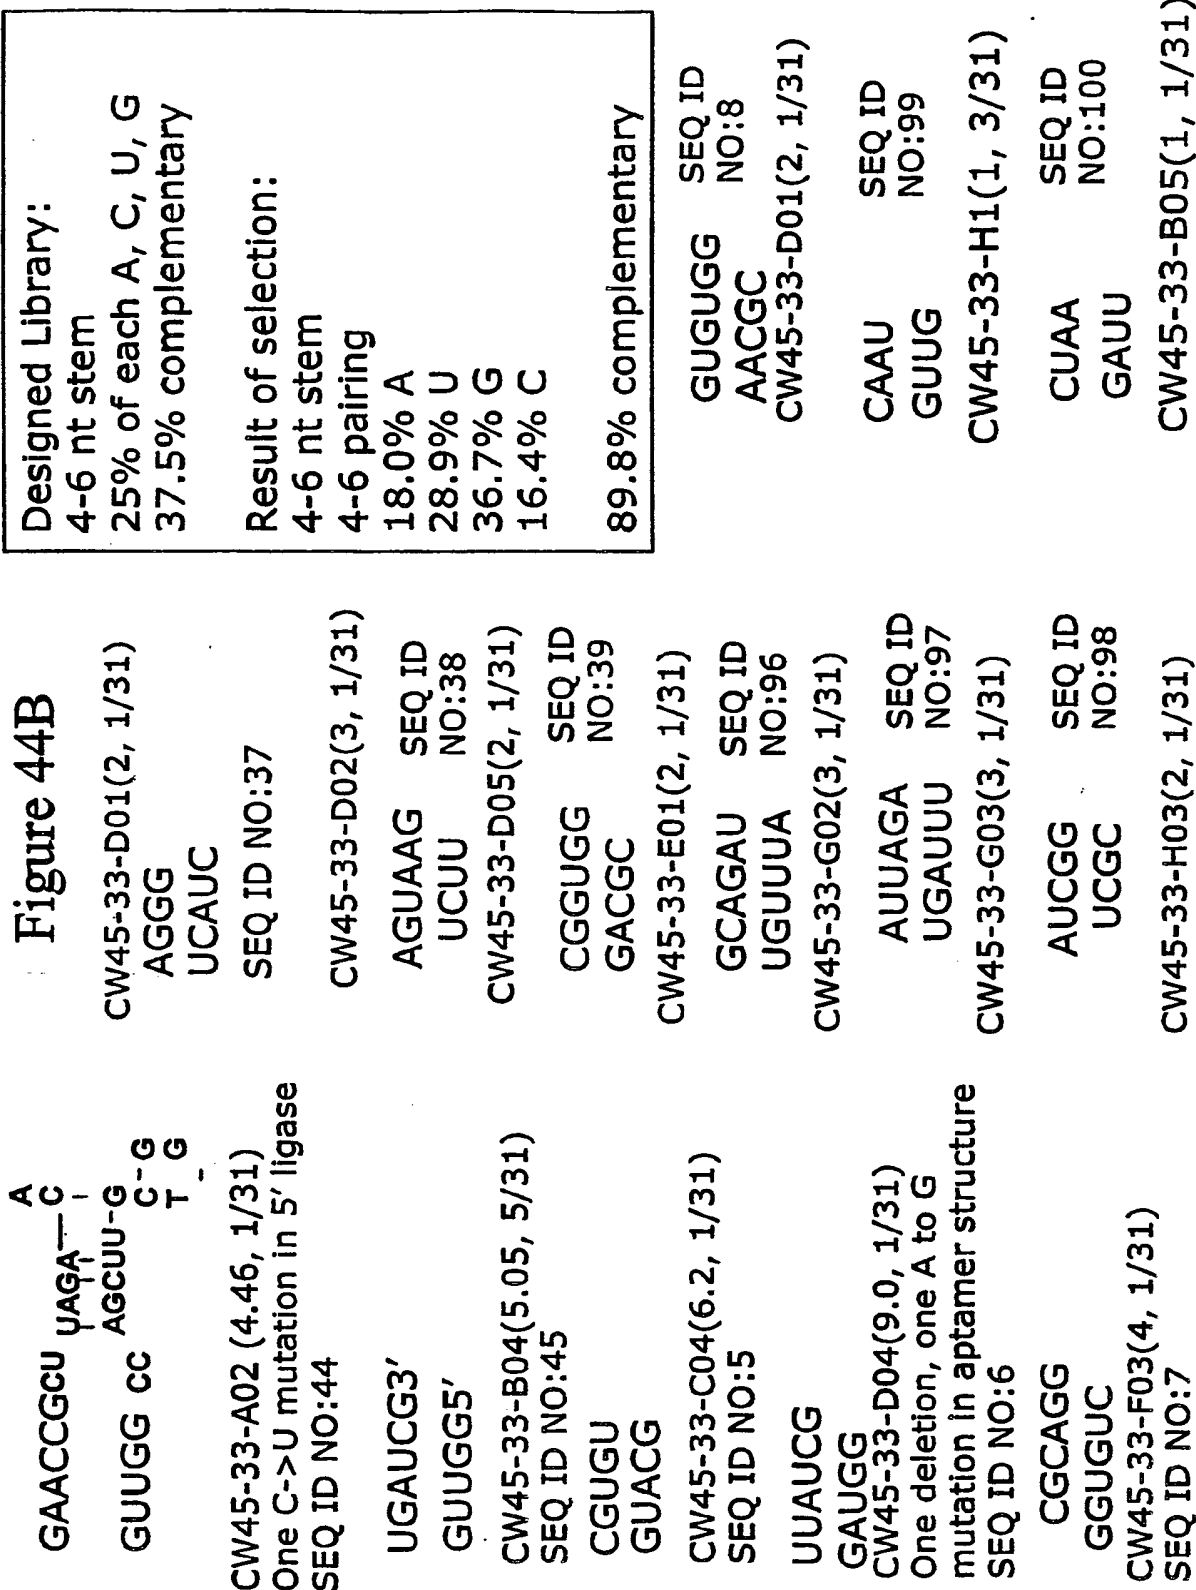 Figure 44B
GAACCGCU UAGA C A
GUUGG CC AGCUU-G
C-G
T G
CW45-33-A02 (4.46, 1/31)
One C->U mutation in 5′ ligase
SEQ ID NO:44
UGAUCG3′
GUUGG5′
CW45-33-B04(5.05, 5/31)
SEQ ID NO:45
CGUGU
GUACG
CW45-33-C04(6.2, 1/31)
SEQ ID NO:5
UUAUCG
GAUGG
CW45-33-D04(9.0, 1/31)
One deletion, one A to G
mutation in aptamer structure
SEQ ID NO:6
CGCAGG
GGUGUC
CW45-33-F03(4, 1/31)
SEQ ID NO:7
CW45-33-D01(2, 1/31)
AGGG
UCAUC
SEQ ID NO:37
CW45-33-D02(3, 1/31)
AGUAAG SEQ ID
UCUU NO:38
CW45-33-D05(2, 1/31)
CGGUGG SEQ ID
GACGC NO:39
CW45-33-E01(2, 1/31)
GCAGAU SEQ ID
UGUUUA NO:96
CW45-33-G02(3, 1/31)
AUUAGA SEQ ID
UGAUUU NO:97
CW45-33-G03(3, 1/31)
AUCGG SEQ ID
UCGC NO:98
CW45-33-H03(2, 1/31)
Designed Library:
4-6 nt stem
25% of each A, C, U, G
37.5% complementary
Result of selection:
4-6 nt stem
4-6 pairing
18.0% A
28.9% U
36.7% G
16.4% C
89.8% complementary
GUGUGG SEQ ID
AACGC NO:8
CW45-33-D01(2, 1/31)
CAAU SEQ ID
GUUG NO:99
CW45-33-H1(1, 3/31)
CUAA SEQ ID
GAUU NO:100
CW45-33-B05(1, 1/31)